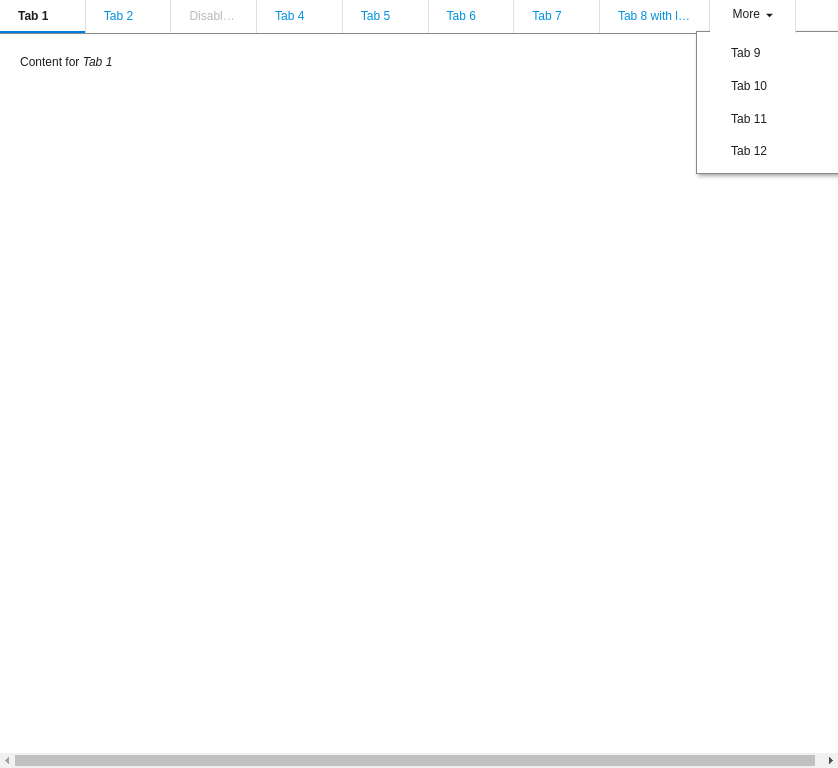 Tab 1 Tab 2 Disabl… Tab 4 Tab 5 Tab 6 Tab 7 Tab 8 with l… More
Content for Tab 1
Tab 9
Tab 10
Tab 11
Tab 12